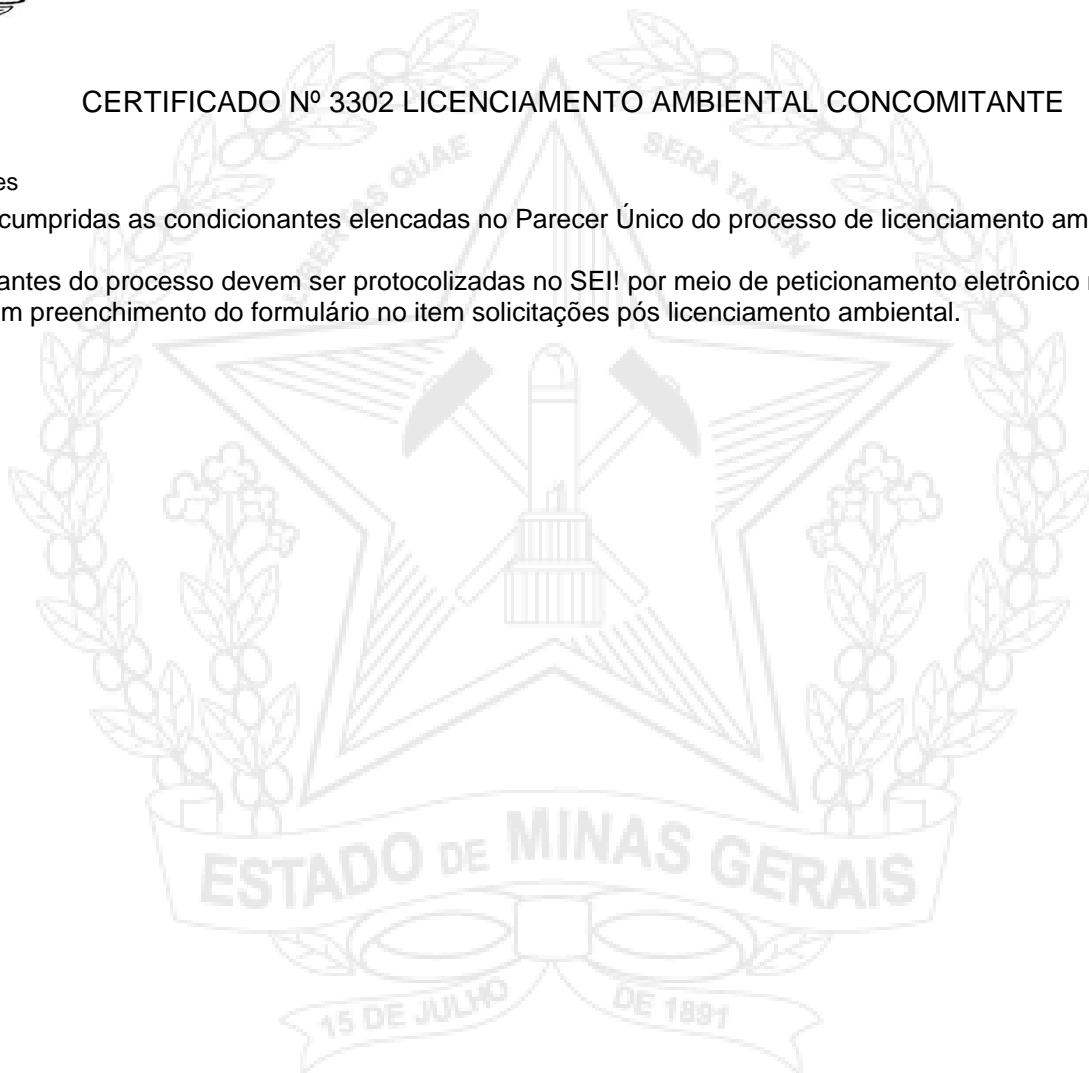 CERTIFICADO Nº 3302 LICENCIAMENTO AMBIENTAL CONCOMITANTE
es
cumpridas as condicionantes elencadas no Parecer Único do processo de licenciamento am
antes do processo devem ser protocolizadas no SEI! por meio de peticionamento eletrônico
m preenchimento do formulário no item solicitações pós licenciamento ambiental.
QUAE SERA TAMEN
ESTADO DE MINAS GERAIS
15 DE JULHO DE 1891